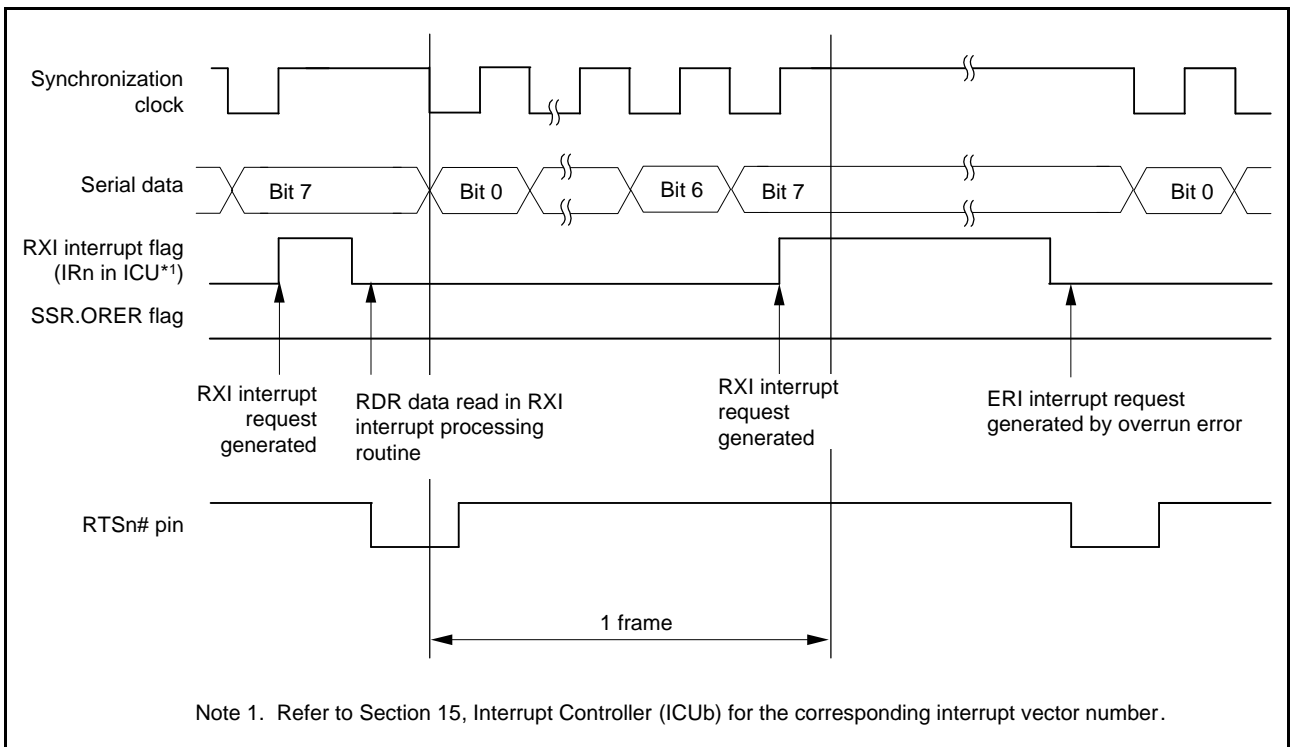 Synchronization
clock
Serial data
Bit 7
Bit 0
Bit 6
Bit 7
Bit 0
RXI interrupt flag
(IRn in ICU*1)
SSR.ORER flag
RXI interrupt
request
generated
RDR data read in RXI
interrupt processing
routine
RXI interrupt
request
generated
ERI interrupt request
generated by overrun error
RTSn# pin
1 frame
Note 1. Refer to Section 15, Interrupt Controller (ICUb) for the corresponding interrupt vector number.